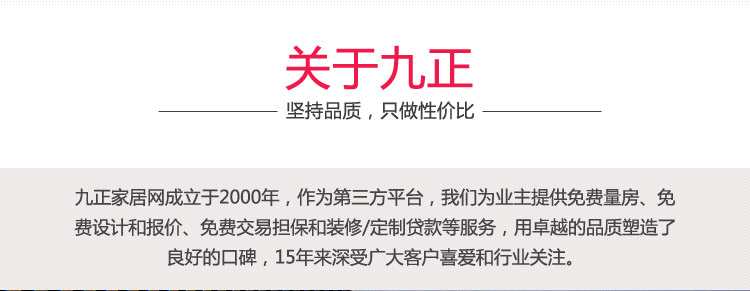 关于九正
坚持品质，只做性价比
九正家居网成立于2000年，作为第三方平台，我们为业主提供免费量房、免
费设计和报价、免费交易担保和装修/定制贷款等服务，用卓越的品质塑造了
良好的口碑，15年来深受广大客户喜爱和行业关注。